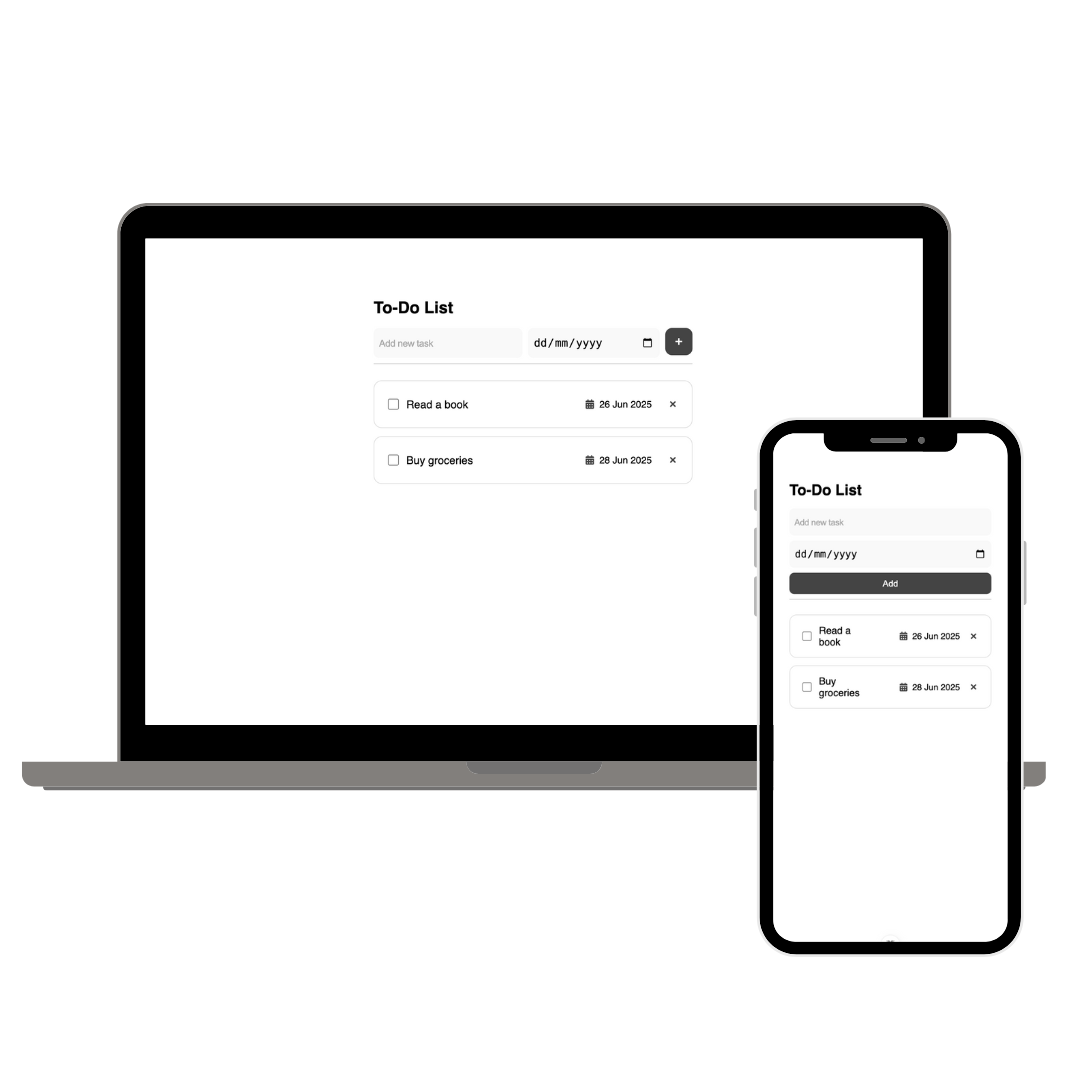 To-Do List
Add new task
dd/mm/yyyy
+
Read a book
26 Jun 2025
×
Buy groceries
28 Jun 2025
×
To-Do List
Add new task
dd/mm/yyyy
Add
Read a
book
26 Jun 2025
×
Buy
groceries
28 Jun 2025
×